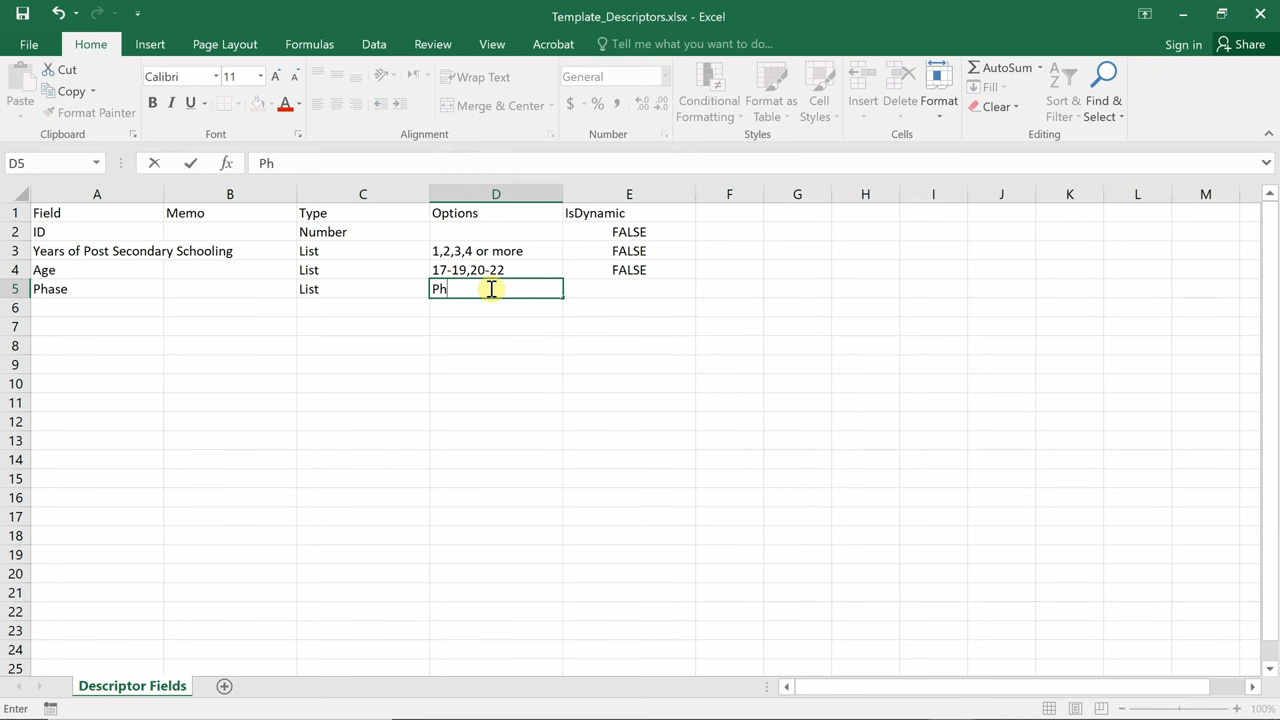 Template_Descriptors.xlsx - Excel
File Home Insert Page Layout Formulas Data Review View Acrobat Tell me what you want to do... Sign in Share
Paste
Cut
Copy
Format Painter
Clipboard
Calibri 11
B I U
Font
Wrap Text
Merge & Center
Alignment
General
$ % ,
Number
Conditional Formatting
Format as Table
Cell Styles
Styles
Insert Delete Format
Cells
AutoSum
Fill
Clear
Sort & Filter
Find & Select
Editing
D5 fx Ph
A B C D E F G H I J K L M
1 Field Memo Type Options IsDynamic
2 ID Number FALSE
3 Years of Post Secondary Schooling List 1,2,3,4 or more FALSE
4 Age List 17-19,20-22 FALSE
5 Phase List Ph
6
7
8
9
10
11
12
13
14
15
16
17
18
19
20
21
22
23
24
25
Descriptor Fields
Enter 100%